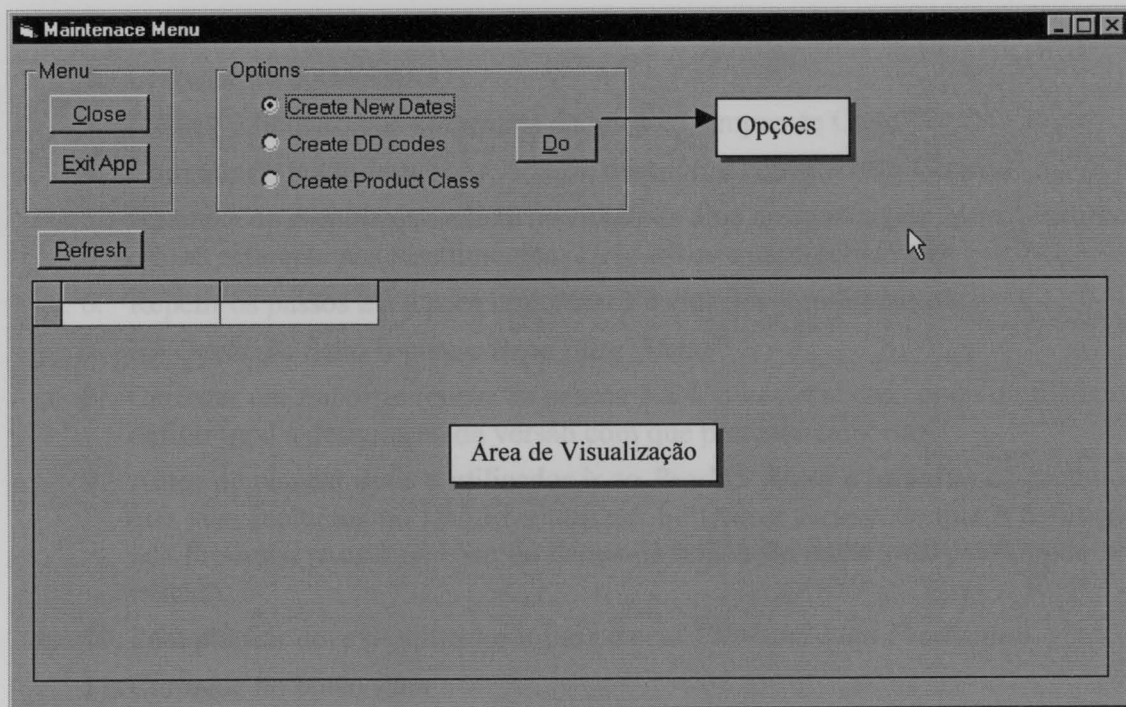 Maintenace Menu
Menu
Close
Exit App
Options
Create New Dates
Create DD codes
Create Product Class
Do
Opções
Refresh
Área de Visualização